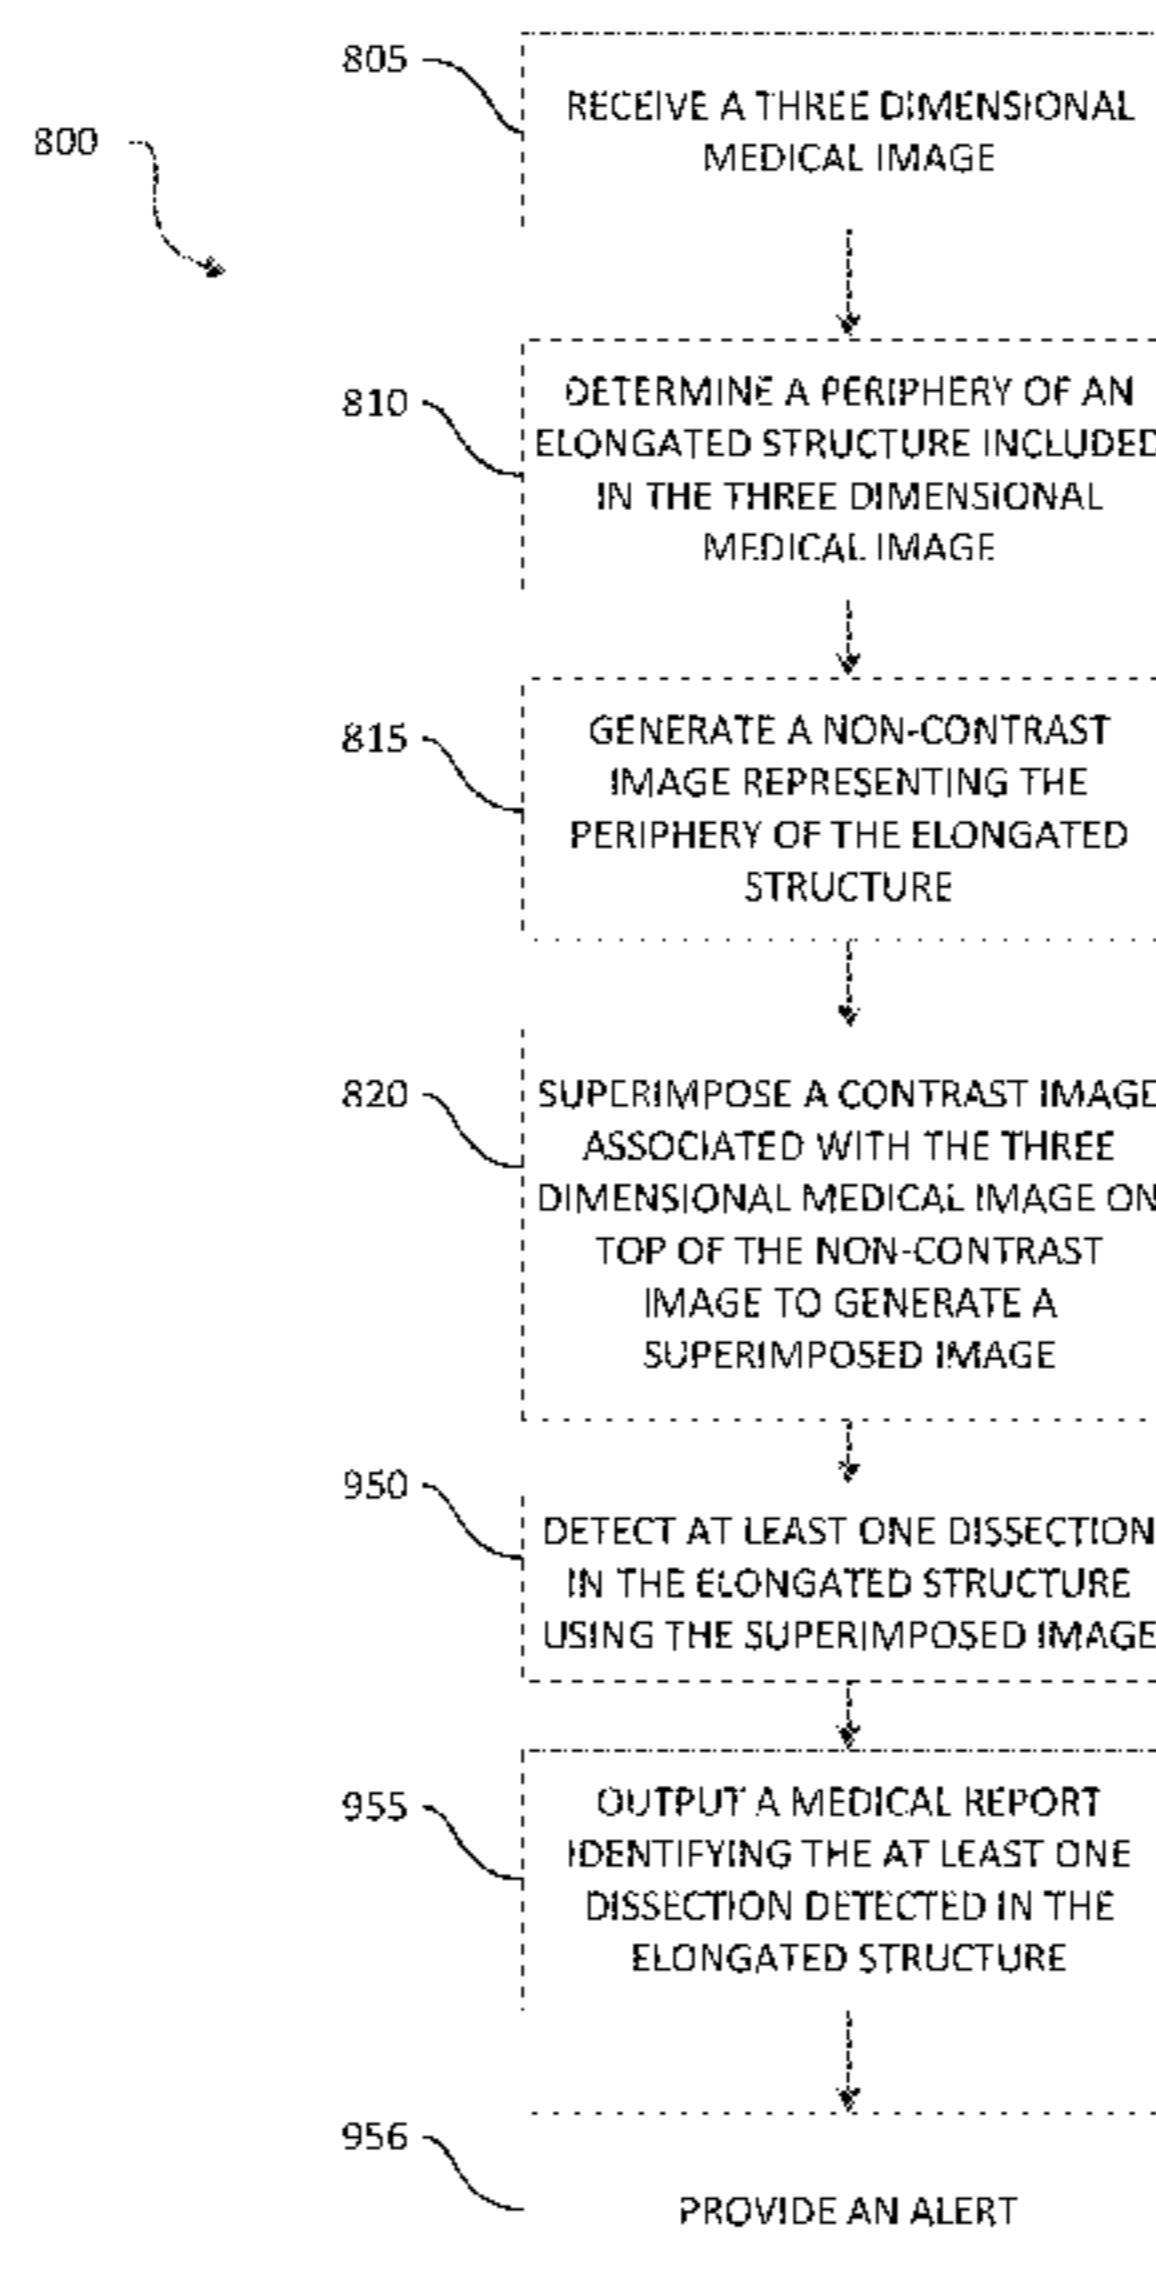 805
RECEIVE A THREE DIMENSIONAL
MEDICAL IMAGE
800
810
DETERMINE A PERIPHERY OF AN
ELONGATED STRUCTURE INCLUDED
IN THE THREE DIMENSIONAL
MEDICAL IMAGE
815
GENERATE A NON-CONTRAST
IMAGE REPRESENTING THE
PERIPHERY OF THE ELONGATED
STRUCTURE
820
SUPERIMPOSE A CONTRAST IMAGE
ASSOCIATED WITH THE THREE
DIMENSIONAL MEDICAL IMAGE ON
TOP OF THE NON-CONTRAST
IMAGE TO GENERATE A
SUPERIMPOSED IMAGE
950
DETECT AT LEAST ONE DISSECTION
IN THE ELONGATED STRUCTURE
USING THE SUPERIMPOSED IMAGE
955
OUTPUT A MEDICAL REPORT
IDENTIFYING THE AT LEAST ONE
DISSECTION DETECTED IN THE
ELONGATED STRUCTURE
956
PROVIDE AN ALERT